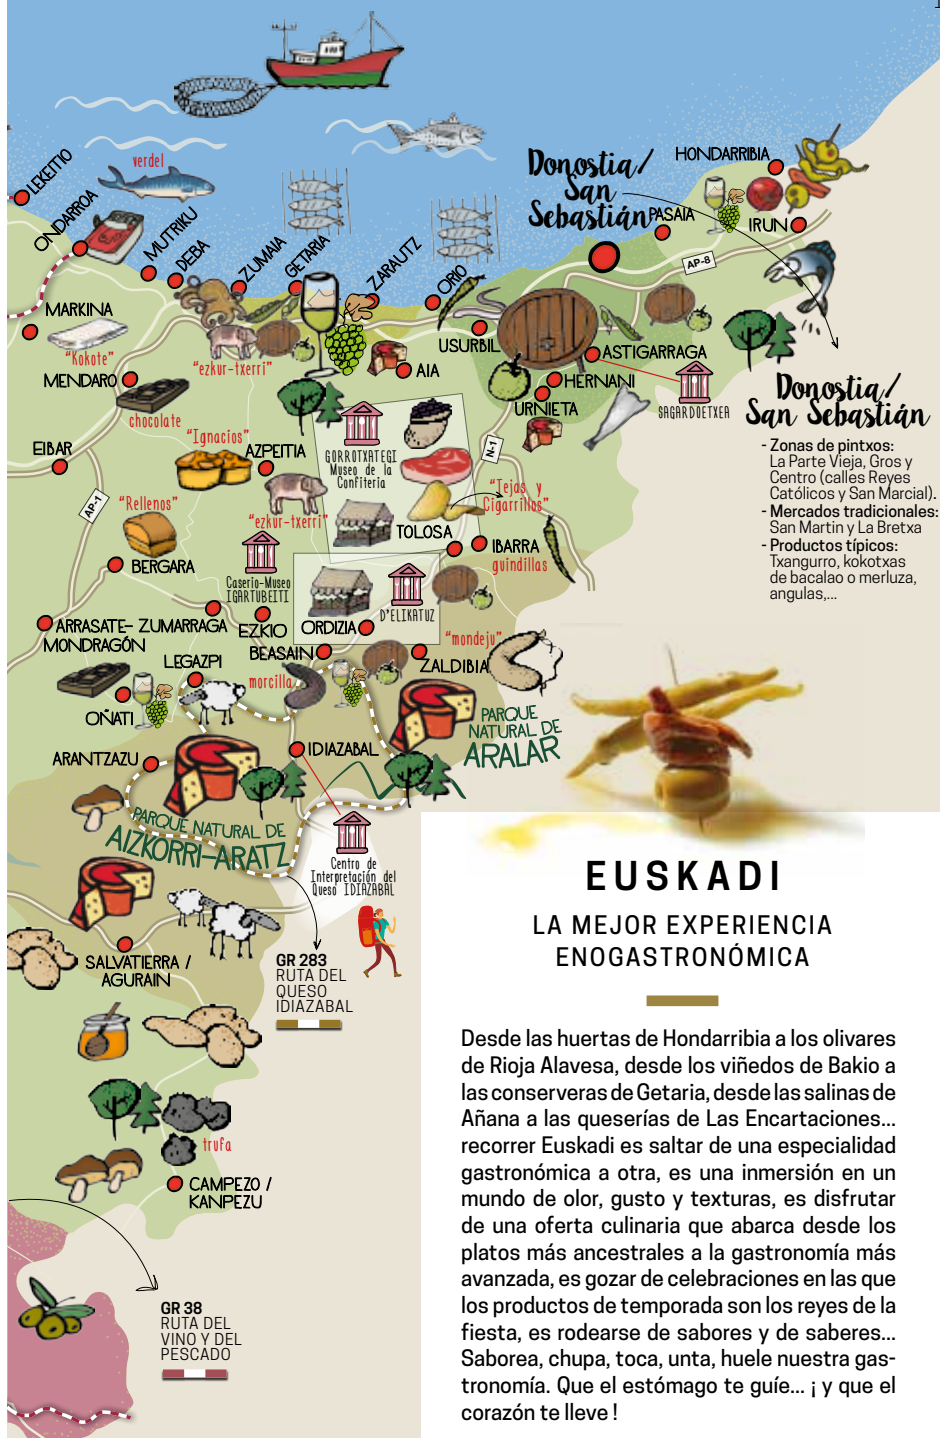 verdel
LEKEITIO
ONDARROA
MUTRIKU
DEBA
ZUMAIA
GETARIA
ZARAUTZ
ORIO
Donostia/
San
Sebastián
PASAIA
HONDARRIBIA
IRUN
AP-8
MARKINA
"Kokote"
MENDARO
chocolate
"ezkur-txerri"
AIA
USURBIL
ASTIGARRAGA
HERNANI
URNIETA
SAGARDOETXEA
Donostia/
San Sebastián
- Zonas de pintxos:
La Parte Vieja, Gros y
Centro (calles Reyes
Católicos y San Marcial).
- Mercados tradicionales:
San Martin y La Bretxa
- Productos típicos:
Txangurro, kokotxas
de bacalao o merluza,
angulas,...
EIBAR
AP-1
"Ignacios"
AZPEITIA
"Rellenos"
"ezkur-txerri"
GORROTXATEGI
Museo de la
Confitería
N-1
"Tejas y
Cigarrillos"
TOLOSA
IBARRA
guindillas
BERGARA
Caserio-Museo
IGARTUBEITI
D'ELIKATUZ
ARRASATE-
MONDRAGÓN
ZUMARRAGA
EZKIO
ORDIZIA
BEASAIN
"mondeju"
ZALDIBIA
LEGAZPI
morcilla
OÑATI
PARQUE
NATURAL DE
ARALAR
ARANTZAZU
IDIAZABAL
PARQUE NATURAL DE
AIZKORRI-ARATZ
Centro de
Interpretación del
Queso IDIAZABAL
SALVATIERRA /
AGURAIN
GR 283
RUTA DEL
QUESO
IDIAZABAL
trufa
CAMPEZO /
KANPEZU
GR 38
RUTA DEL
VINO Y DEL
PESCADO
EUSKADI
LA MEJOR EXPERIENCIA
ENOGASTRONÓMICA
Desde las huertas de Hondarribia a los olivares
de Rioja Alavesa, desde los viñedos de Bakio a
las conserveras de Getaria, desde las salinas de
Añana a las queserías de Las Encartaciones...
recorrer Euskadi es saltar de una especialidad
gastronómica a otra, es una inmersión en un
mundo de olor, gusto y texturas, es disfrutar
de una oferta culinaria que abarca desde los
platos más ancestrales a la gastronomía más
avanzada, es gozar de celebraciones en las que
los productos de temporada son los reyes de la
fiesta, es rodearse de sabores y de saberes...
Saborea, chupa, toca, unta, huele nuestra gas-
tronomía. Que el estómago te guíe... ¡ y que el
corazón te lleve !